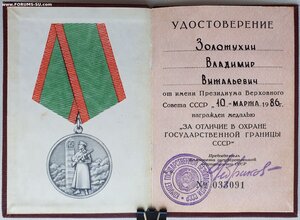 www.FORUMS-SU.com
УДОСТОВЕРЕНИЕ
Золотухин
Владимир
Витальевич
от имени Президиума Верховного
Совета СССР „10“ марта 1986 г.
награжден медалью
„ЗА ОТЛИЧИЕ В ОХРАНЕ
ГОСУДАРСТВЕННОЙ ГРАНИЦЫ
СССР“
№ 033091